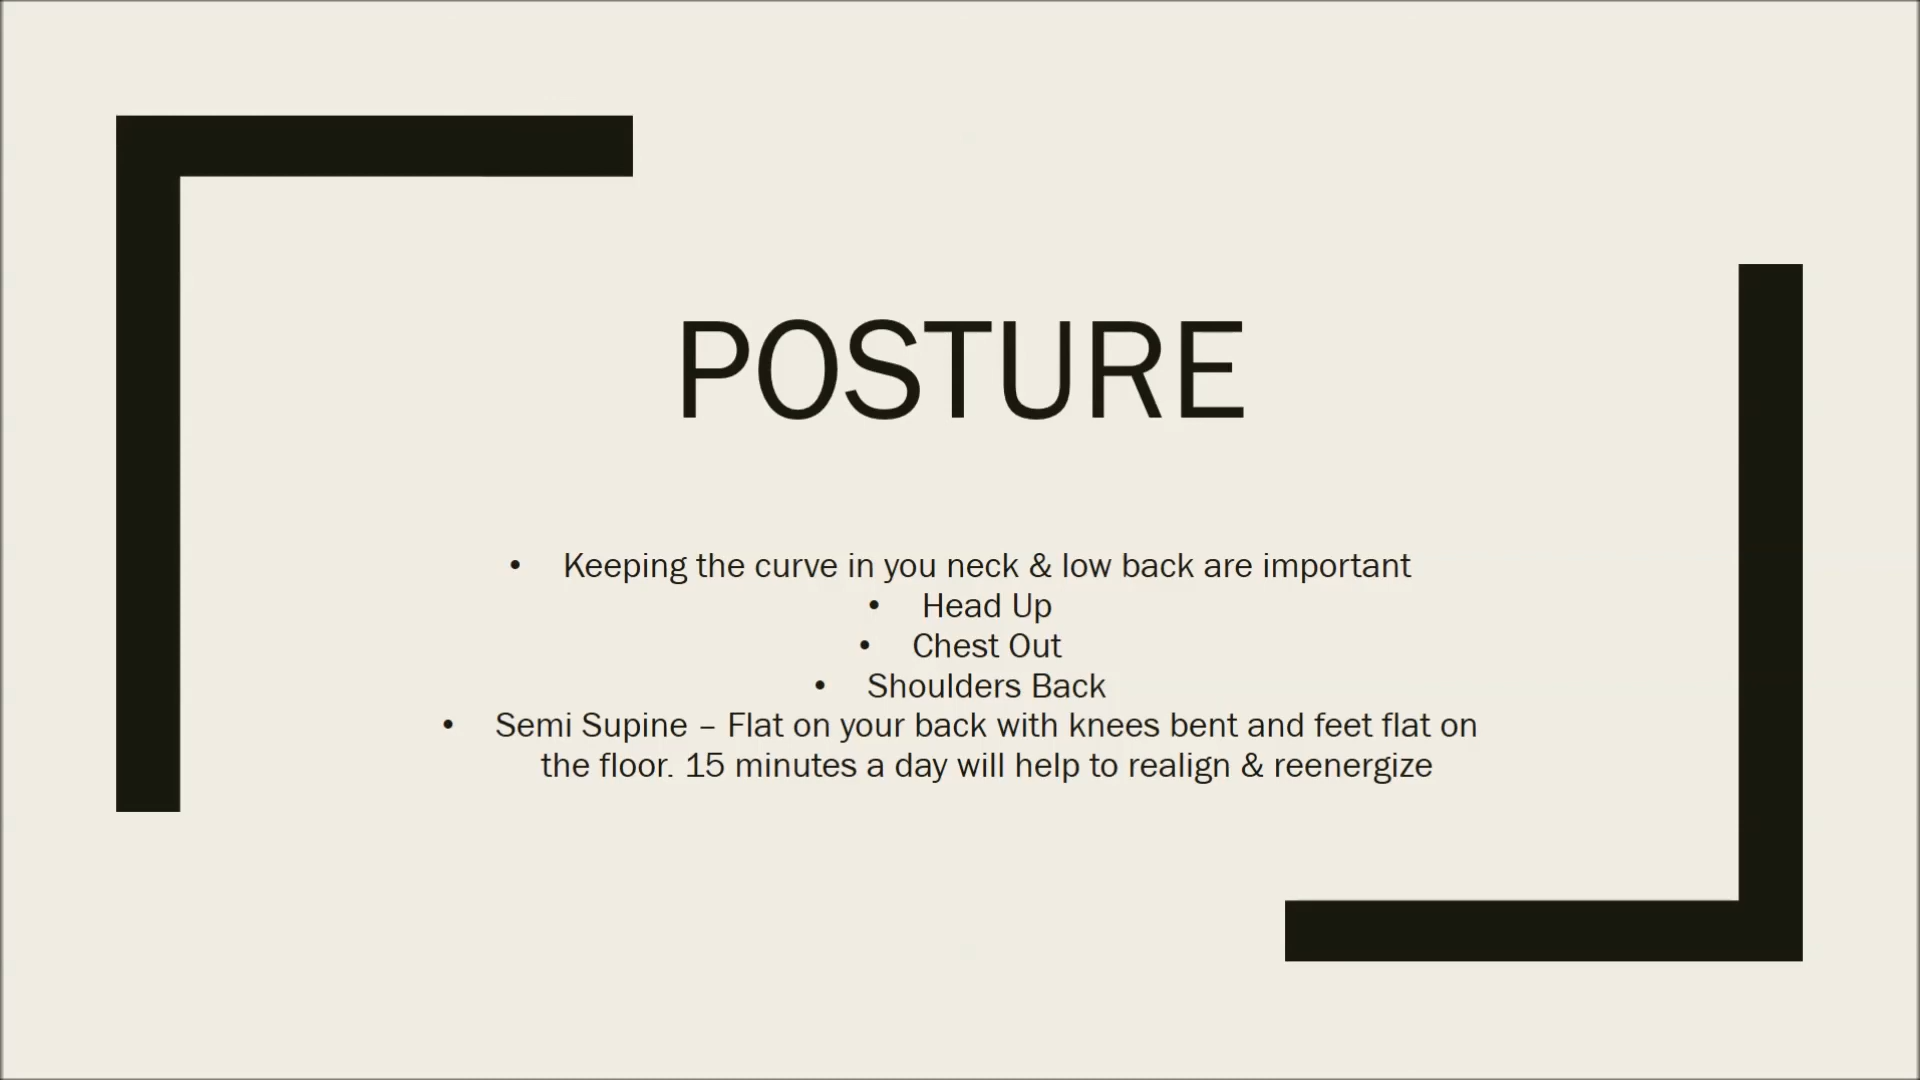 POSTURE
• Keeping the curve in you neck & low back are important
• Head Up
• Chest Out
• Shoulders Back
• Semi Supine – Flat on your back with knees bent and feet flat on
the floor. 15 minutes a day will help to realign & reenergize